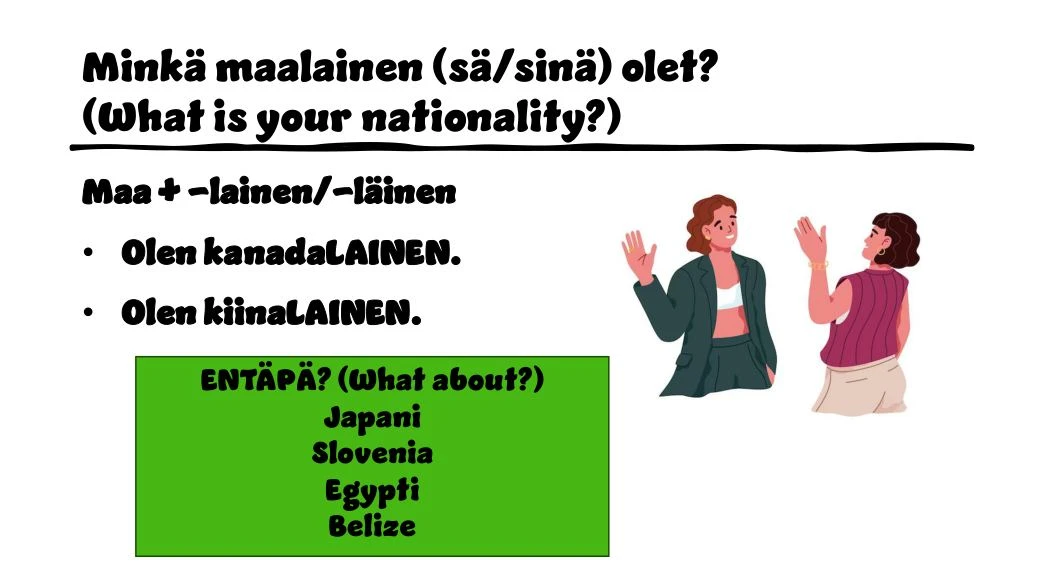 Minkä maalainen (sä/sinä) olet?
(What is your nationality?)
Maa + -lainen/-läinen
• Olen kanadaLAINEN.
• Olen kiinaLAINEN.
ENTÄPÄ? (What about?)
Japani
Slovenia
Egypti
Belize